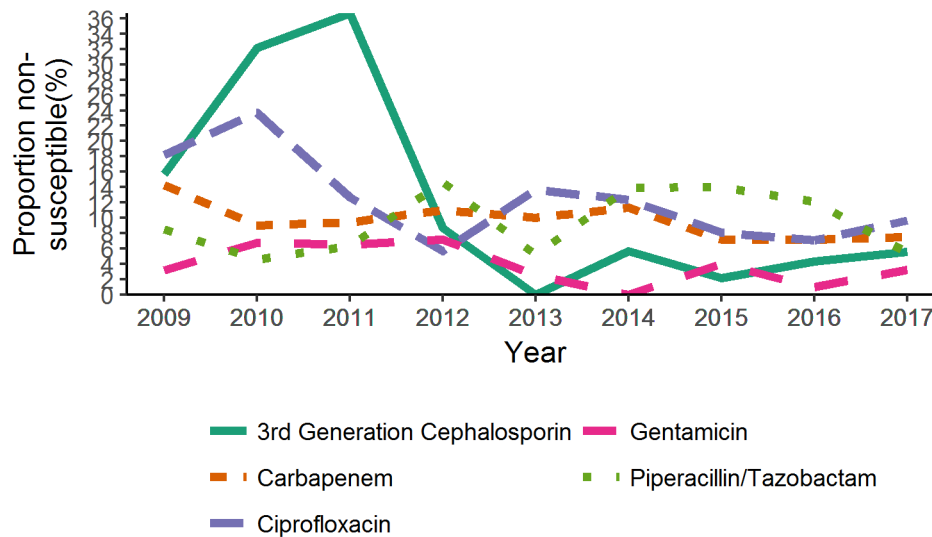 Proportion non-
susceptible(%)
36
34
32
30
28
26
24
22
20
18
16
14
12
10
8
6
4
2
0
2009 2010 2011 2012 2013 2014 2015 2016 2017
Year
3rd Generation Cephalosporin Gentamicin
Carbapenem Piperacillin/Tazobactam
Ciprofloxacin